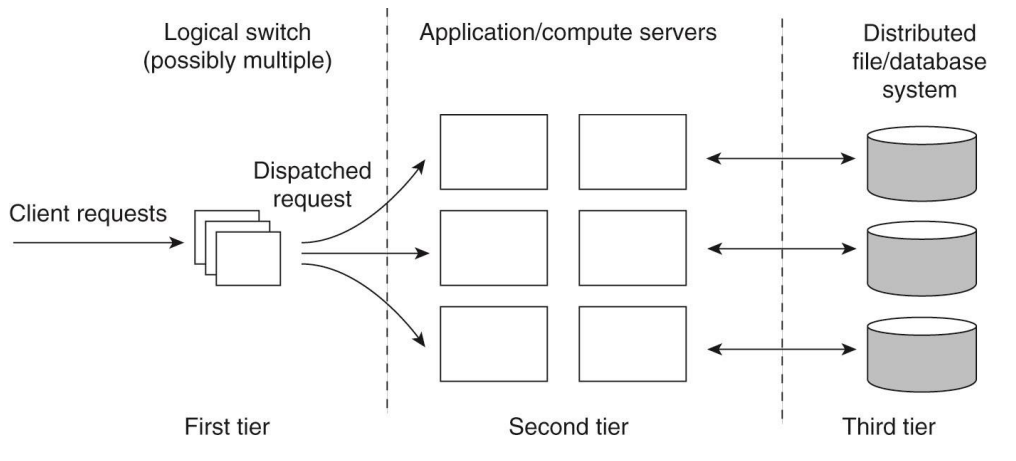 Logical switch
(possibly multiple)
Application/compute servers
Distributed
file/database
system
Dispatched
request
Client requests
First tier
Second tier
Third tier